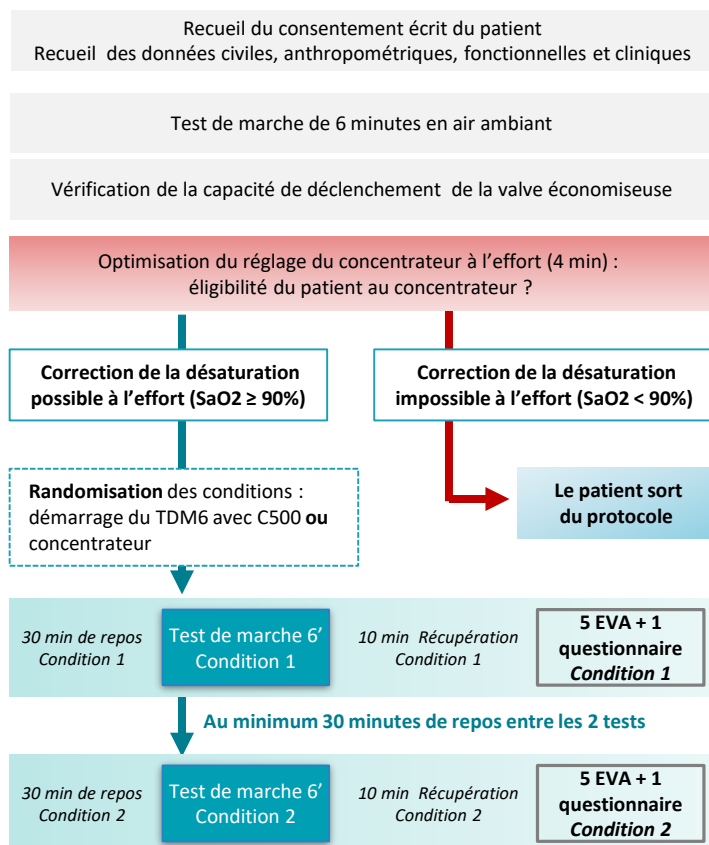 Recueil du consentement écrit du patient
Recueil des données civiles, anthropométriques, fonctionnelles et cliniques
Test de marche de 6 minutes en air ambiant
Vérification de la capacité de déclenchement de la valve économiseuse
Optimisation du réglage du concentrateur à l'effort (4 min) :
éligibilité du patient au concentrateur ?
Correction de la désaturation
possible à l'effort (SaO2 ≥ 90%)
Correction de la désaturation
impossible à l'effort (SaO2 < 90%)
Randomisation des conditions :
démarrage du TDM6 avec C500 ou
concentrateur
Le patient sort
du protocole
30 min de repos
Condition 1
Test de marche 6'
Condition 1
10 min Récupération
Condition 1
5 EVA + 1
questionnaire
Condition 1
Au minimum 30 minutes de repos entre les 2 tests
30 min de repos
Condition 2
Test de marche 6'
Condition 2
10 min Récupération
Condition 2
5 EVA + 1
questionnaire
Condition 2